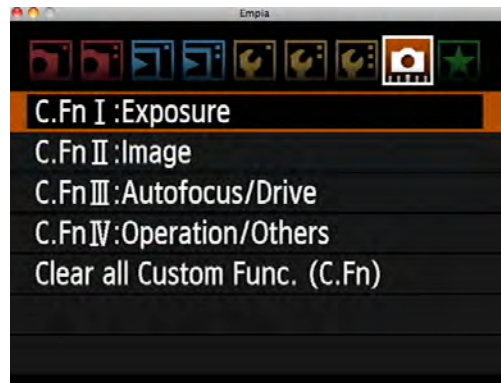 Empia
C.Fn Ⅰ :Exposure
C.Fn Ⅱ :Image
C.Fn Ⅲ :Autofocus/Drive
C.Fn Ⅳ :Operation/Others
Clear all Custom Func. (C.Fn)